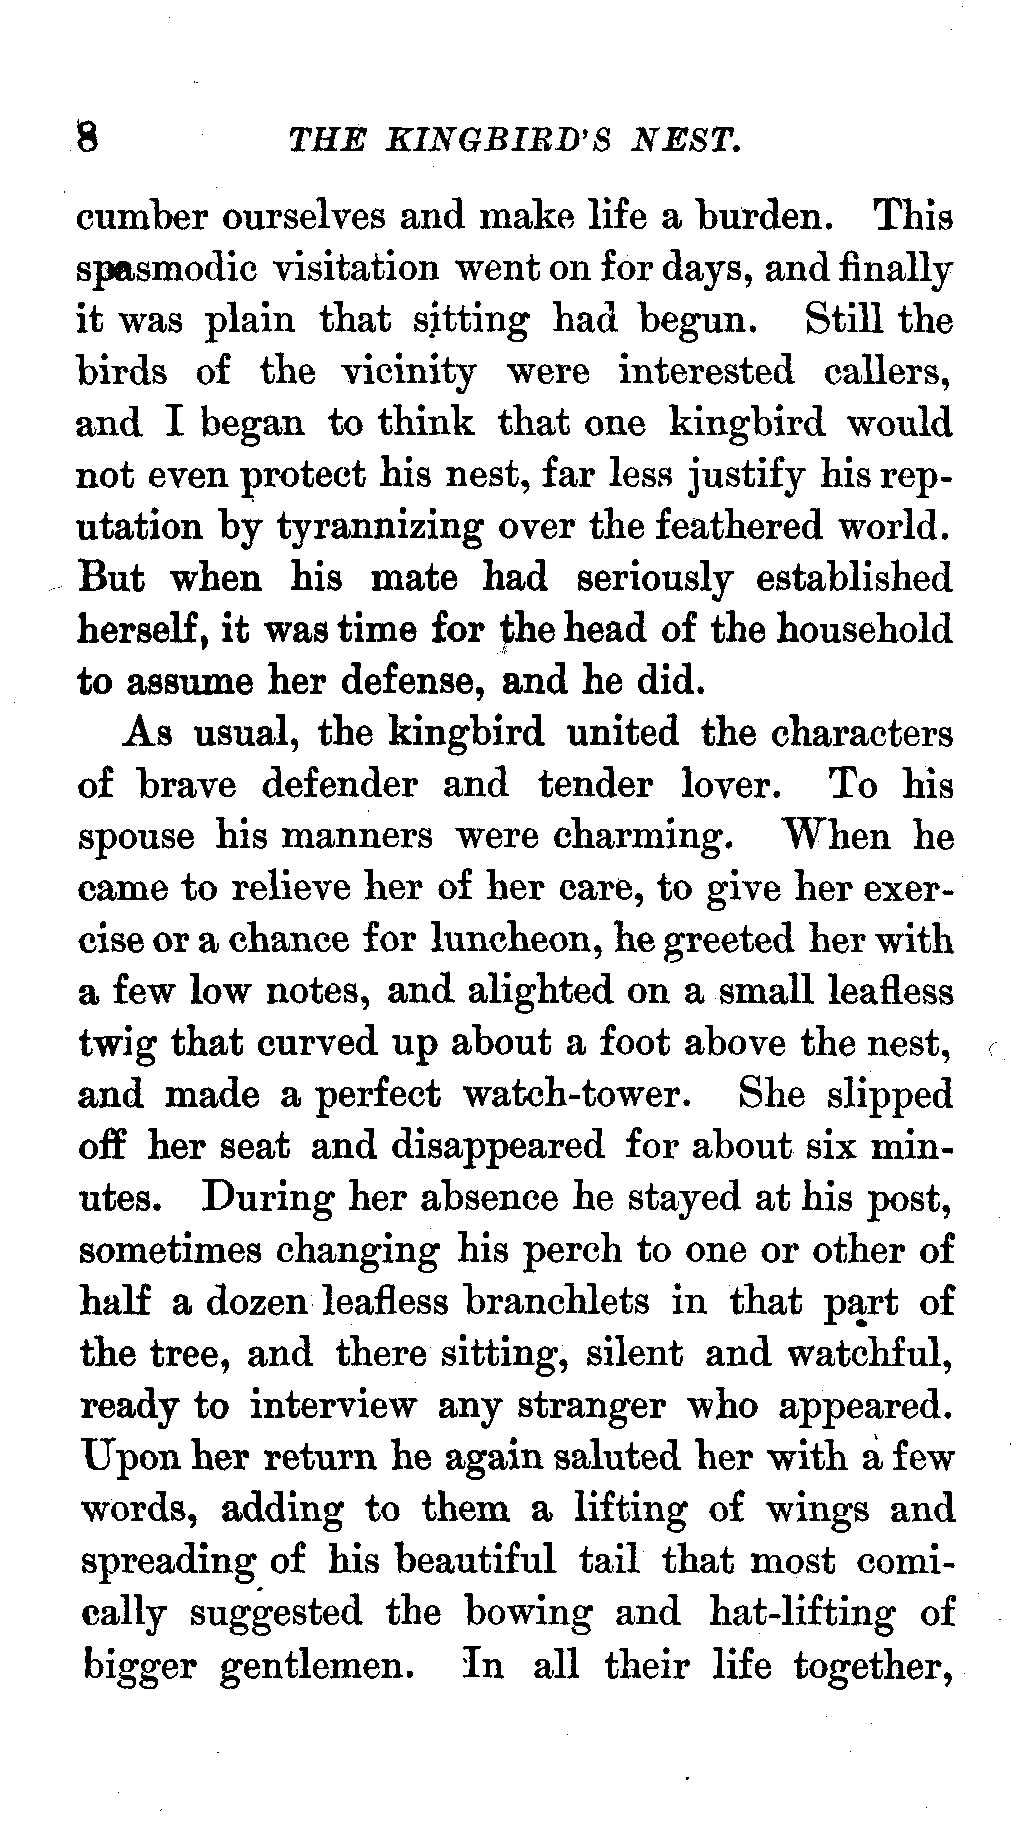 8 THE KINGBIRD'S NEST.
cumber ourselves and make life a burden. This
spasmodic visitation went on for days, and finally
it was plain that sitting had begun. Still the
birds of the vicinity were interested callers,
and I began to think that one kingbird would
not even protect his nest, far less justify his rep-
utation by tyrannizing over the feathered world.
But when his mate had seriously established
herself, it was time for the head of the household
to assume her defense, and he did.
As usual, the kingbird united the characters
of brave defender and tender lover. To his
spouse his manners were charming. When he
came to relieve her of her care, to give her exer-
cise or a chance for luncheon, he greeted her with
a few low notes, and alighted on a small leafless
twig that curved up about a foot above the nest,
and made a perfect watch-tower. She slipped
off her seat and disappeared for about six min-
utes. During her absence he stayed at his post,
sometimes changing his perch to one or other of
half a dozen leafless branchlets in that part of
the tree, and there sitting, silent and watchful,
ready to interview any stranger who appeared.
Upon her return he again saluted her with a few
words, adding to them a lifting of wings and
spreading of his beautiful tail that most comi-
cally suggested the bowing and hat-lifting of
bigger gentlemen. In all their life together,